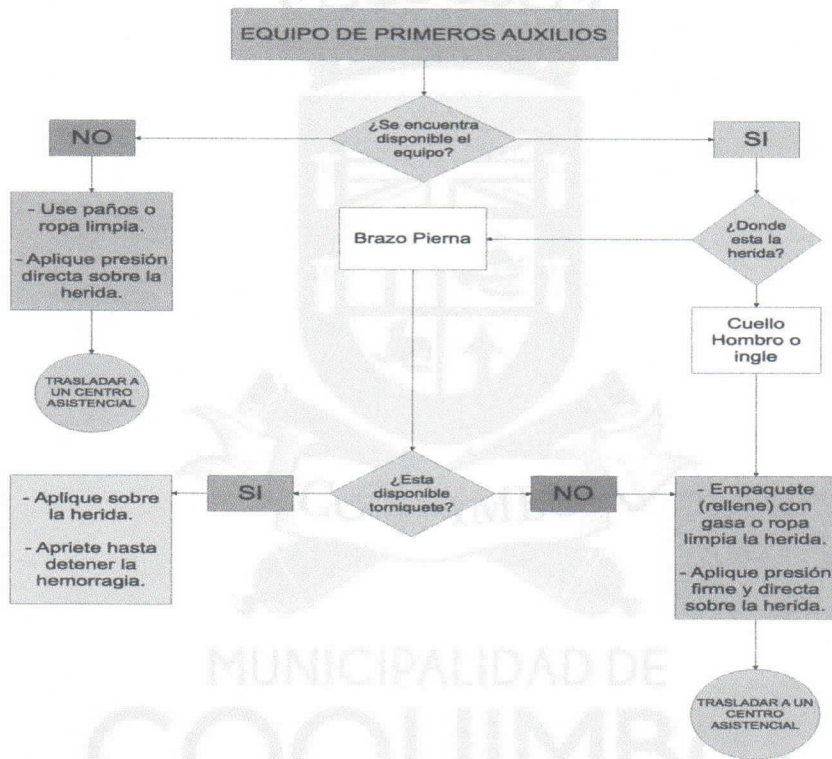 EQUIPO DE PRIMEROS AUXILIOS
¿Se encuentra
disponible el
equipo?
NO
SI
- Use paños o
ropa limpia.
- Aplique presión
directa sobre la
herida.
TRASLADAR A
UN CENTRO
ASISTENCIAL
¿Donde
esta la
herida?
Brazo Pierna
Cuello
Hombro o
ingle
¿Esta
disponible
torniquete?
SI
NO
- Aplique sobre
la herida.
- Apriete hasta
detener la
hemorragia.
- Empaquete
(rellene) con
gasa o ropa
limpia la herida.
- Aplique presión
firme y directa
sobre la herida.
TRASLADAR A UN
CENTRO
ASISTENCIAL
MUNICIPALIDAD DE
COQUIMBO